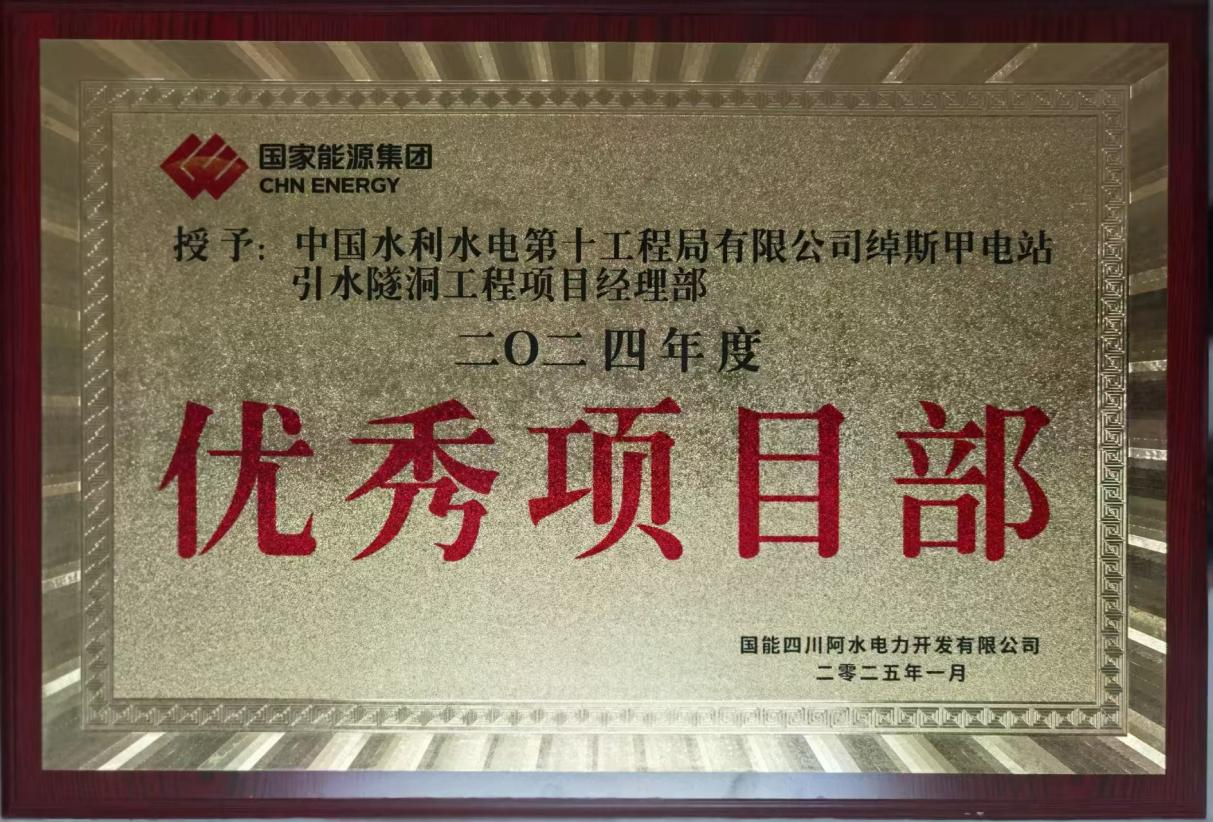 国家能源集团
CHN ENERGY
授予：中国水利水电第十工程局有限公司绰斯甲电站
引水隧洞工程项目经理部
二O二四年度
优秀项目部
国能四川阿水电力开发有限公司
二零二五年一月